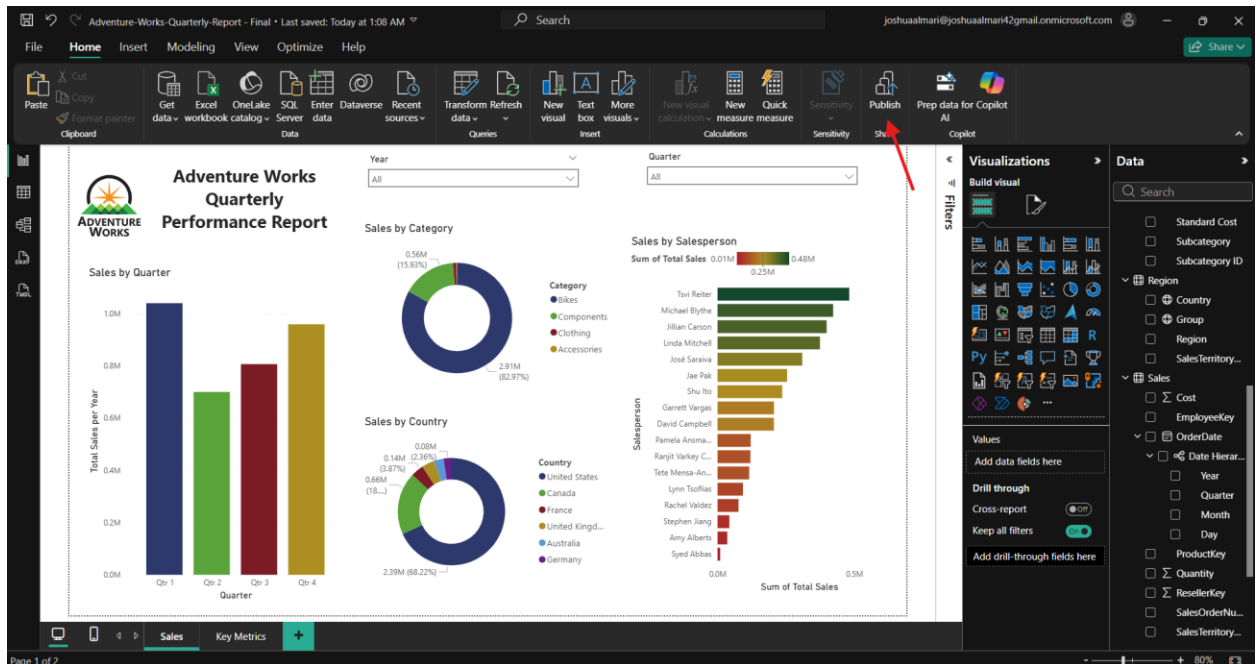 Adventure-Works-Quarterly-Report - Final • Last saved: Today at 1:08 AM
Search
joshuaalmari@joshuaalmari42gmail.onmicrosoft.com
File Home Insert Modeling View Optimize Help
Share
Paste
Cut
Copy
Format painter
Clipboard
Get data
Excel workbook
OneLake catalog
SQL Server
Enter data
Dataverse
Recent sources
Data
Transform data
Refresh
Queries
New visual
Text box
More visuals
Insert
New visual calculation
New measure
Quick measure
Calculations
Sensitivity
Sensitivity
Publish
Prep data for AI
Copilot
Copilot
ADVENTURE
WORKS
Adventure Works
Quarterly
Performance Report
Year
All
Quarter
All
Sales by Quarter
Total Sales per Year
1.0M
0.8M
0.6M
0.4M
0.2M
0.0M
Qtr 1 Qtr 2 Qtr 3 Qtr 4
Quarter
Sales by Category
0.56M
(15.93%)
2.91M
(82.97%)
Category
Bikes
Components
Clothing
Accessories
Sales by Country
0.08M
(2.36%)
0.14M
(3.87%)
0.66M
(18....)
2.39M (68.22%)
Country
United States
Canada
France
United Kingd...
Australia
Germany
Sales by Salesperson
Sum of Total Sales 0.01M 0.48M
0.25M
Salesperson
Tsvi Reiter
Michael Blythe
Jillian Carson
Linda Mitchell
José Saraiva
Jae Pak
Shu Ito
Garrett Vargas
David Campbell
Pamela Ansma...
Ranjit Varkey C...
Tete Mensa-An...
Lynn Tsoflias
Rachel Valdez
Stephen Jiang
Amy Alberts
Syed Abbas
0.0M 0.5M
Sum of Total Sales
Filters
Visualizations
Build visual
R
Py
Values
Add data fields here
Drill through
Cross-report
Off
Keep all filters
On
Add drill-through fields here
Data
Search
Standard Cost
Subcategory
Subcategory ID
Region
Country
Group
Region
SalesTerritory...
Sales
Cost
EmployeeKey
OrderDate
Date Hierar...
Year
Quarter
Month
Day
ProductKey
Quantity
ResellerKey
SalesOrderNu...
SalesTerritory...
Sales
Key Metrics
Page 1 of 2
80%